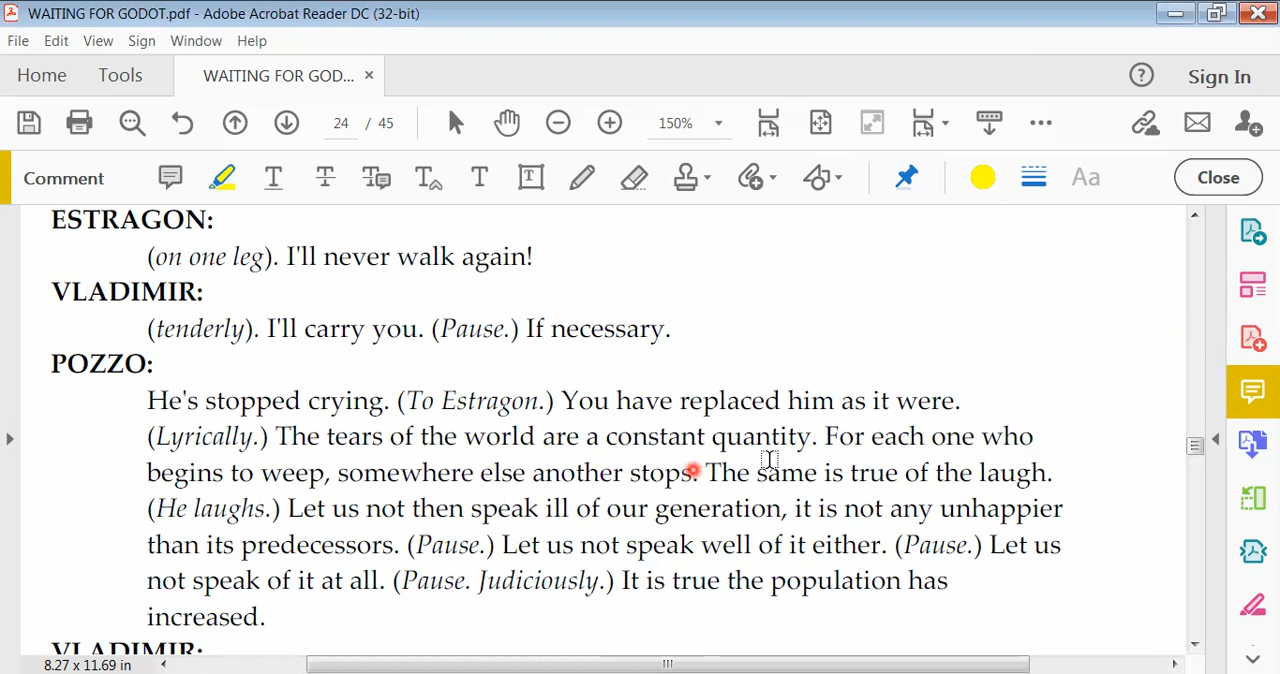 WAITING FOR GODOT.pdf - Adobe Acrobat Reader DC (32-bit)
File Edit View Sign Window Help
Home Tools WAITING FOR GOD... × ? Sign In
24 / 45 150%
Comment T T T T T T Aa Close
ESTRAGON:
(on one leg). I'll never walk again!
VLADIMIR:
(tenderly). I'll carry you. (Pause.) If necessary.
POZZO:
He's stopped crying. (To Estragon.) You have replaced him as it were.
(Lyrically.) The tears of the world are a constant quantity. For each one who
begins to weep, somewhere else another stops. The same is true of the laugh.
(He laughs.) Let us not then speak ill of our generation, it is not any unhappier
than its predecessors. (Pause.) Let us not speak well of it either. (Pause.) Let us
not speak of it at all. (Pause. Judiciously.) It is true the population has
increased.
VLADIMIR:
8.27 x 11.69 in